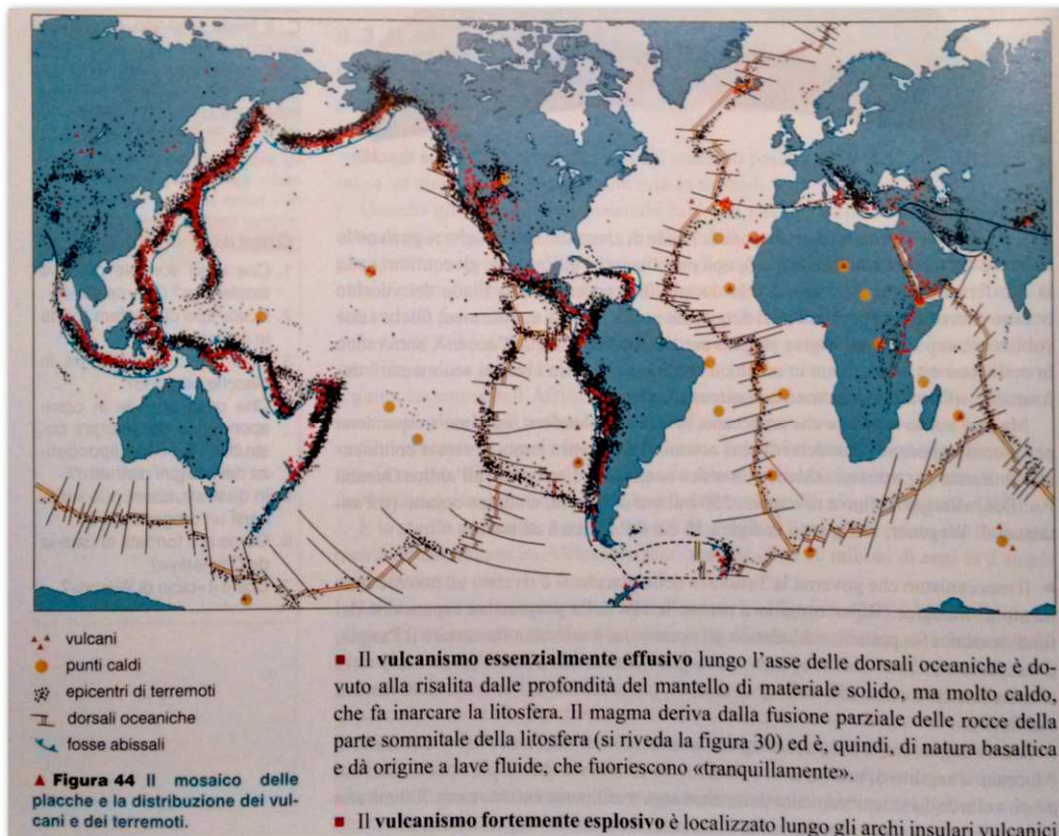 vulcani
punti caldi
epicentri di terremoti
dorsali oceaniche
fosse abissali
▲ Figura 44 Il mosaico delle
placche e la distribuzione dei vul-
cani e dei terremoti.
■ Il vulcanismo essenzialmente effusivo lungo l'asse delle dorsali oceaniche è do-
vuto alla risalita dalle profondità del mantello di materiale solido, ma molto caldo,
che fa inarcare la litosfera. Il magma deriva dalla fusione parziale delle rocce della
parte sommitale della litosfera (si riveda la figura 30) ed è, quindi, di natura basaltica
e dà origine a lave fluide, che fuoriescono «tranquillamente».
■ Il vulcanismo fortemente esplosivo è localizzato lungo gli archi insulari vulcanici